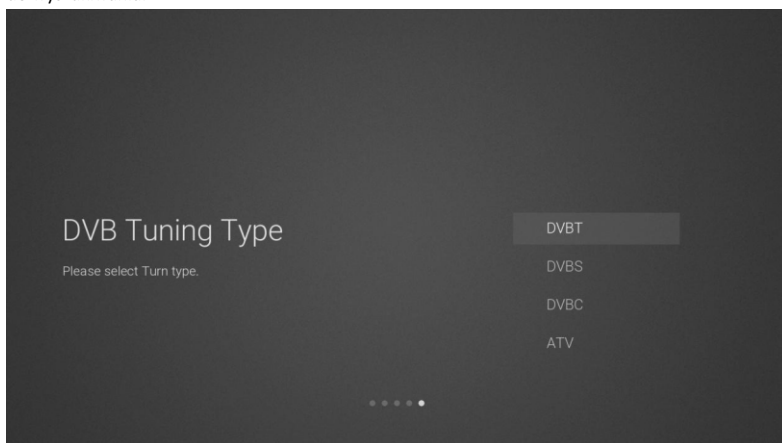 DVB Tuning Type
Please select Turn type.
DVBT
DVBS
DVBC
ATV